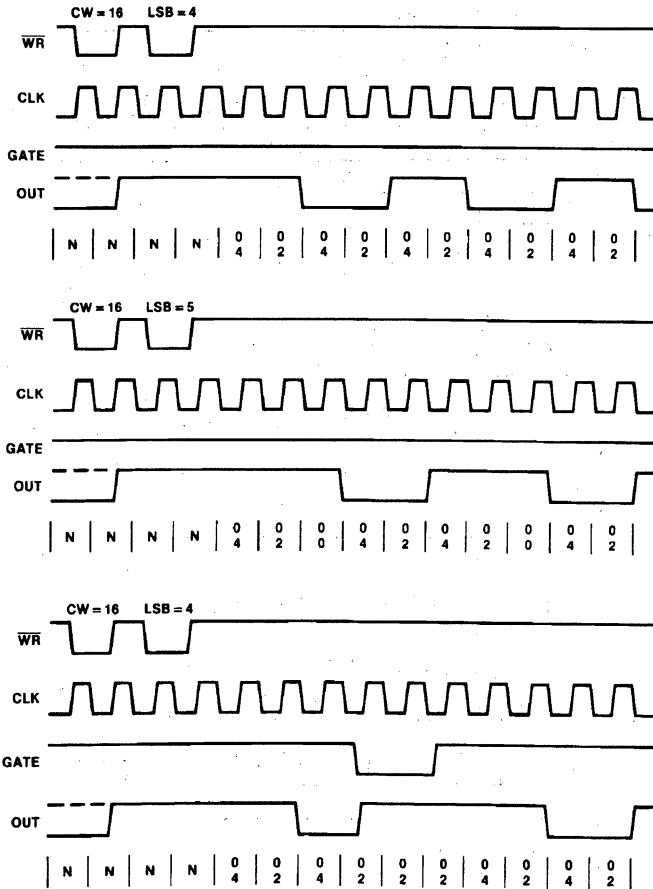 CW = 16 LSB = 4
WR
CLK
GATE
OUT
N N N N 0 0 0 0 0 0 0 0 0 0
4 2 4 2 4 2 4 2 4 2
CW = 16 LSB = 5
WR
CLK
GATE
OUT
N N N N 0 0 0 0 0 0 0 0 0 0
4 2 0 4 2 4 2 0 4 2
CW = 16 LSB = 4
WR
CLK
GATE
OUT
N N N N 0 0 0 0 0 0 0 0 0 0
4 2 4 2 2 2 4 2 4 2